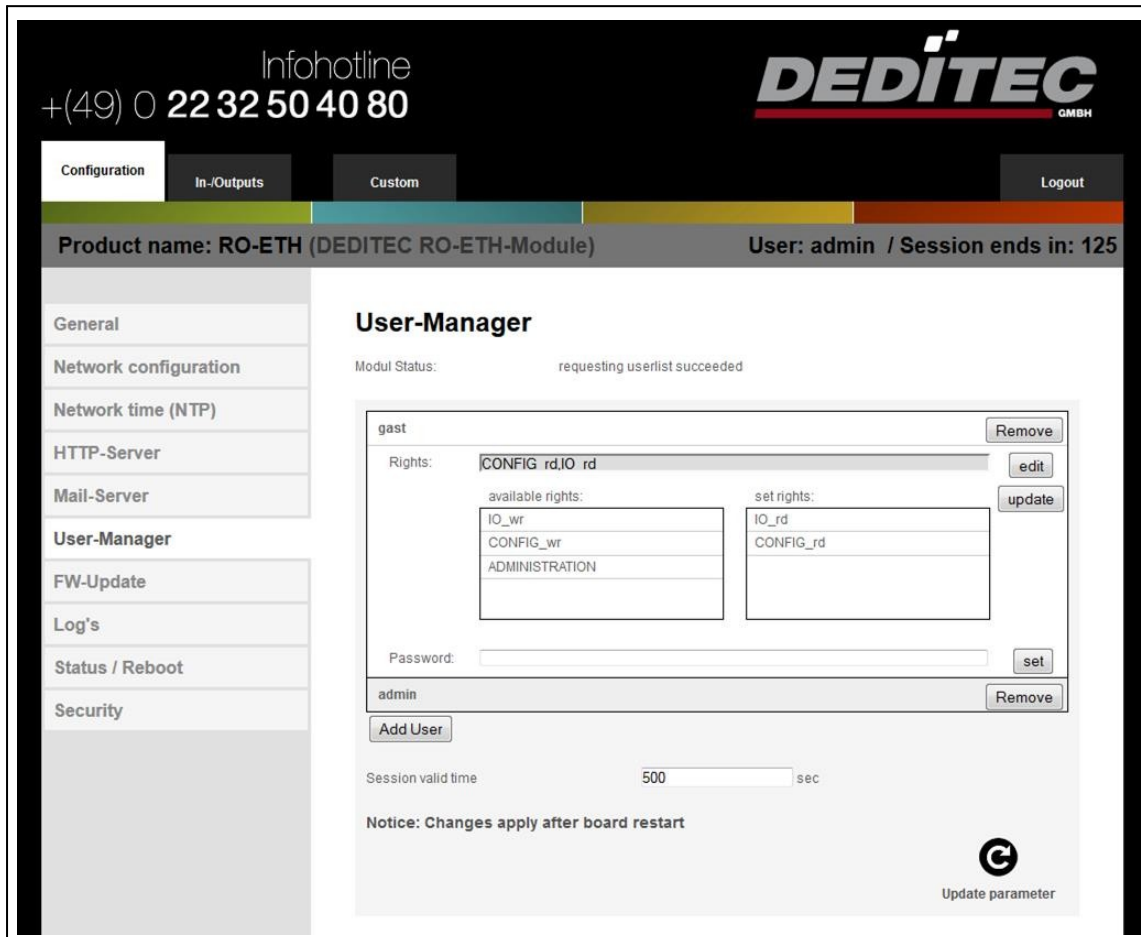 Infohotline
+(49) 0 22 32 50 40 80
DEDITEC
GMBH
Configuration
In-/Outputs
Custom
Logout
Product name: RO-ETH (DEDITEC RO-ETH-Module)
User: admin / Session ends in: 125
General
Network configuration
Network time (NTP)
HTTP-Server
Mail-Server
User-Manager
FW-Update
Log's
Status / Reboot
Security
User-Manager
Modul Status: requesting userlist succeeded
gast Remove
Rights: CONFIG_rd,IO_rd edit
available rights: set rights: update
IO_wr IO_rd
CONFIG_wr CONFIG_rd
ADMINISTRATION
Password: set
admin Remove
Add User
Session valid time 500 sec
Notice: Changes apply after board restart
Update parameter